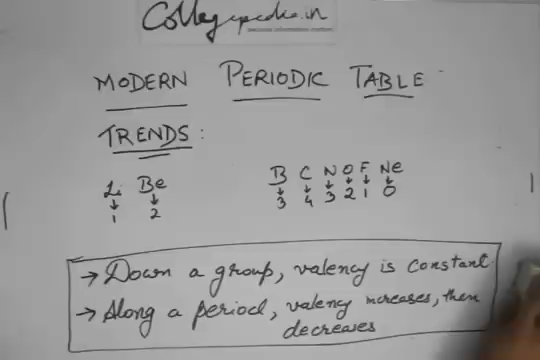 Collegepedia.in
MODERN PERIODIC TABLE
TRENDS:
Li Be B C N O F Ne
↓ ↓ ↓ ↓ ↓ ↓ ↓ ↓
1 2 3 4 3 2 1 0
→ Down a group, valency is constant.
→ Along a period, valency increases, then
decreases